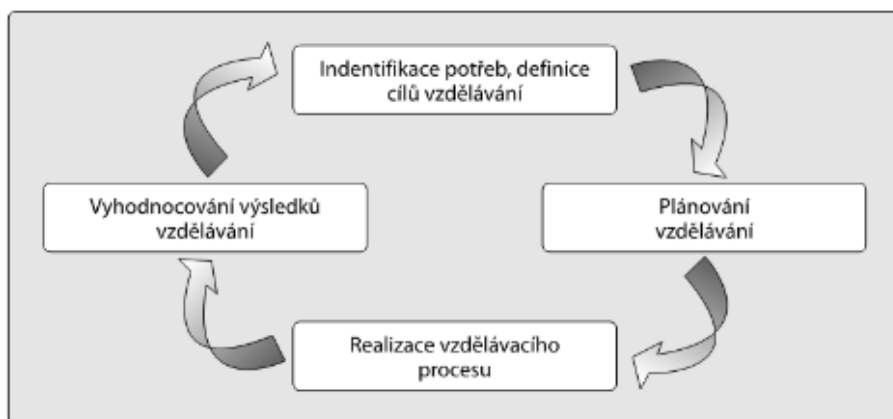 Indentifikace potřeb, definice
cílů vzdělávání
Vyhodnocování výsledků
vzdělávání
Plánování
vzdělávání
Realizace vzdělávacího
procesu